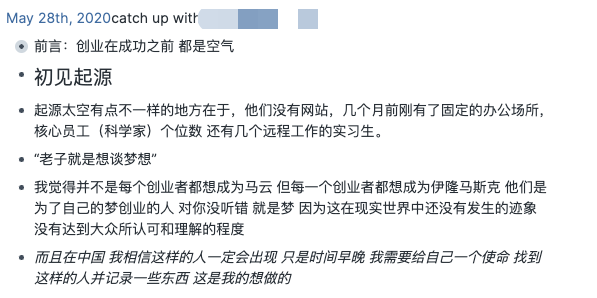 May 28th, 2020catch up with
前言：创业在成功之前 都是空气
初见起源
起源太空有点不一样的地方在于，他们没有网站，几个月前刚有了固定的办公场所，
核心员工（科学家）个位数 还有几个远程工作的实习生。
“老子就是想谈梦想”
我觉得并不是每个创业者都想成为马云 但每一个创业者都想成为伊隆马斯克 他们是
为了自己的梦创业的人 对你没听错 就是梦 因为这在现实世界中还没有发生的迹象
没有达到大众所认可和理解的程度
而且在中国 我相信这样的人一定会出现 只是时间早晚 我需要给自己一个使命 找到
这样的人并记录一些东西 这是我的想做的